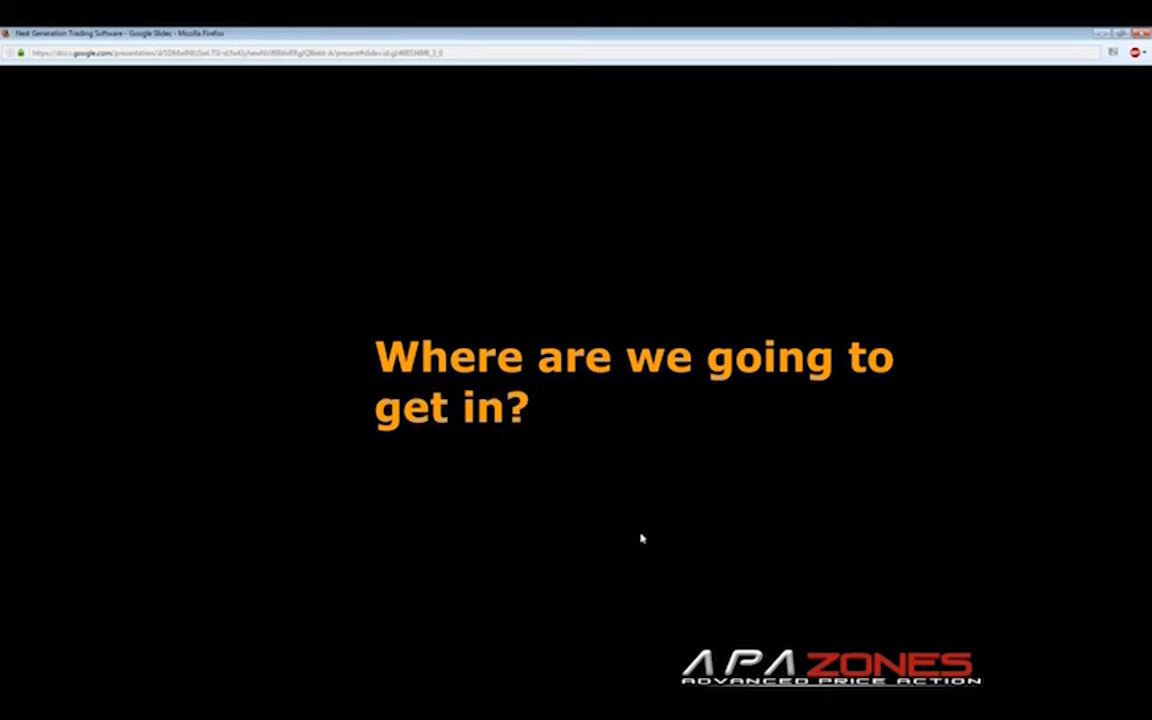 Next Generation Trading Software - Google Slides - Mozilla Firefox
Where are we going to
get in?
APA ZONES
ADVANCED PRICE ACTION